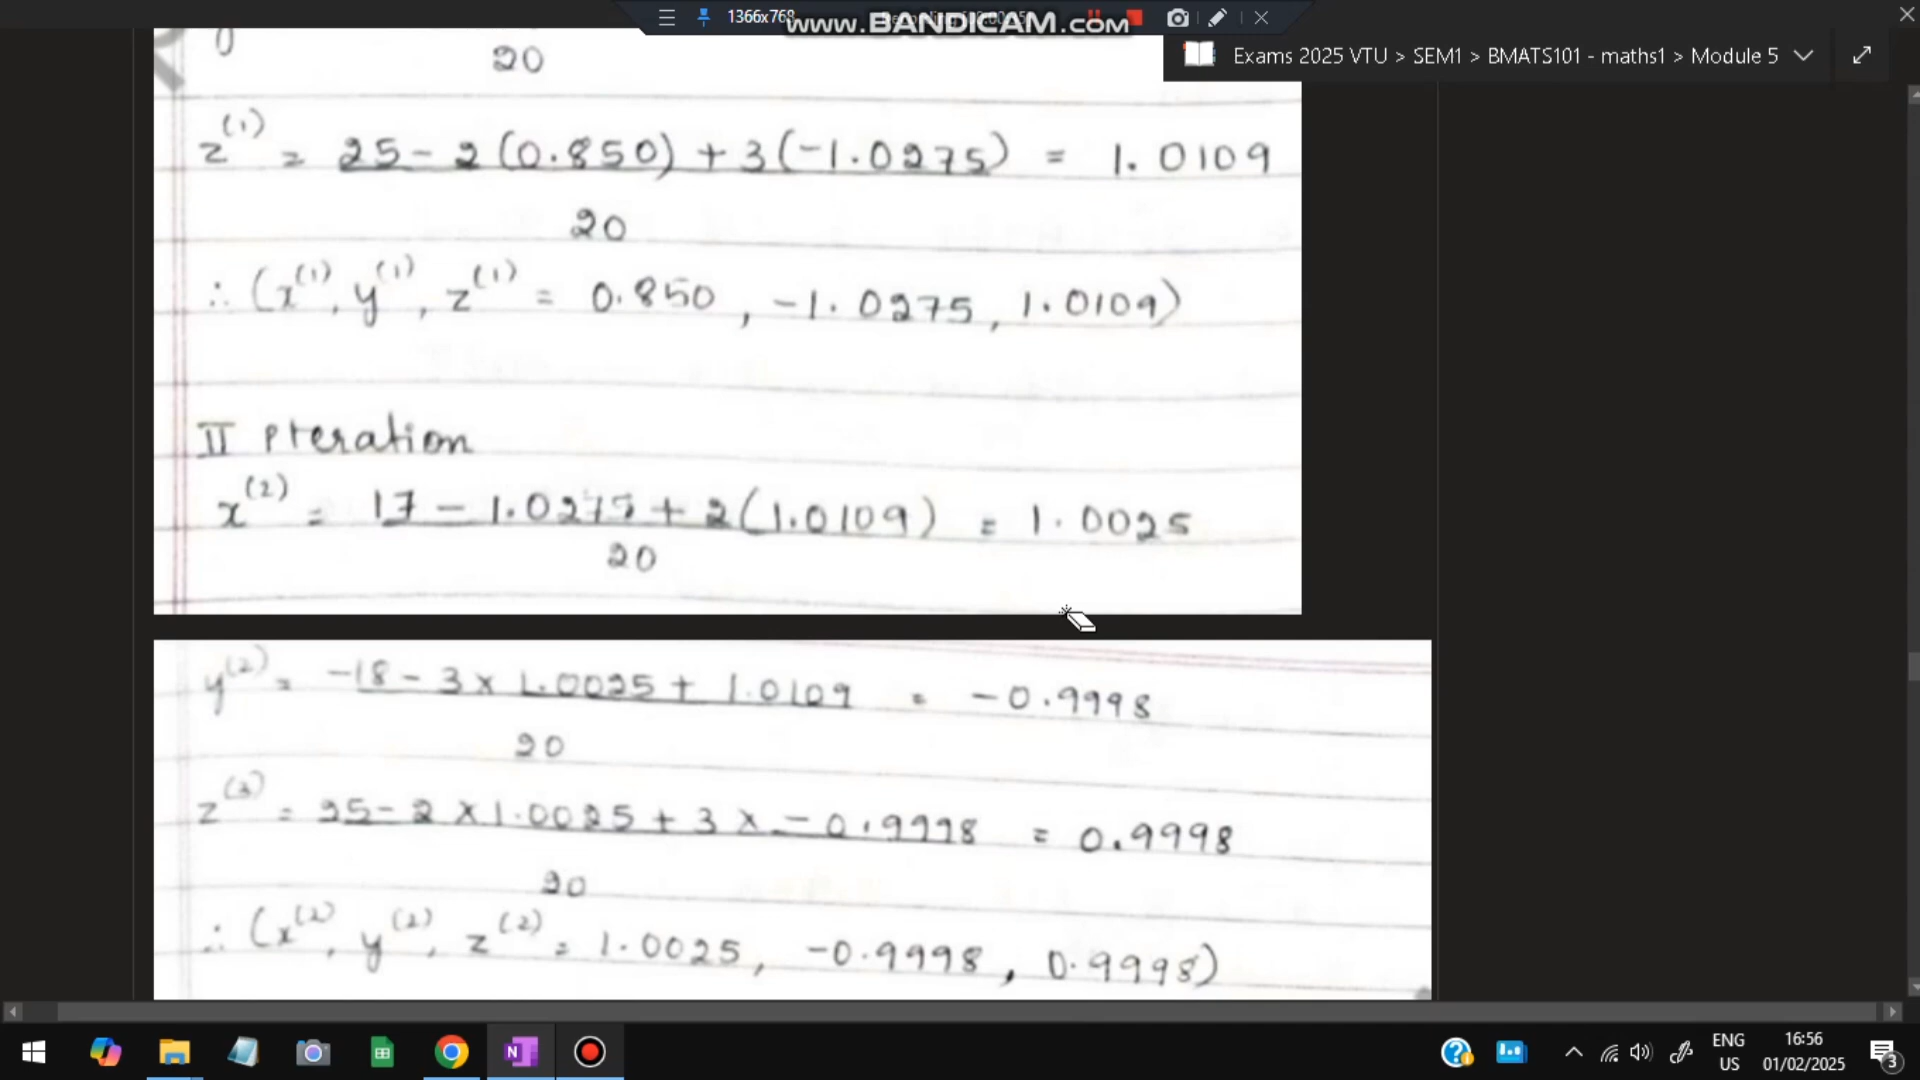 1366x768
www.BANDICAM.com
Exams 2025 VTU > SEM1 > BMATS101 - maths1 > Module 5
20
z^(1) = 25 - 2(0.850) + 3(-1.0275) = 1.0109
20
∴ (x^(1), y^(1), z^(1) = 0.850, -1.0275, 1.0109)
II iteration
x^(2) = 17 - 1.0275 + 2(1.0109) = 1.0025
20
y^(2) = -18 - 3 × 1.0025 + 1.0109 = -0.9998
20
z^(3) = 25 - 2 × 1.0025 + 3 × -0.9998 = 0.9998
20
∴ (x^(2), y^(2), z^(2) = 1.0025, -0.9998, 0.9998)
ENG
US
16:56
01/02/2025
3